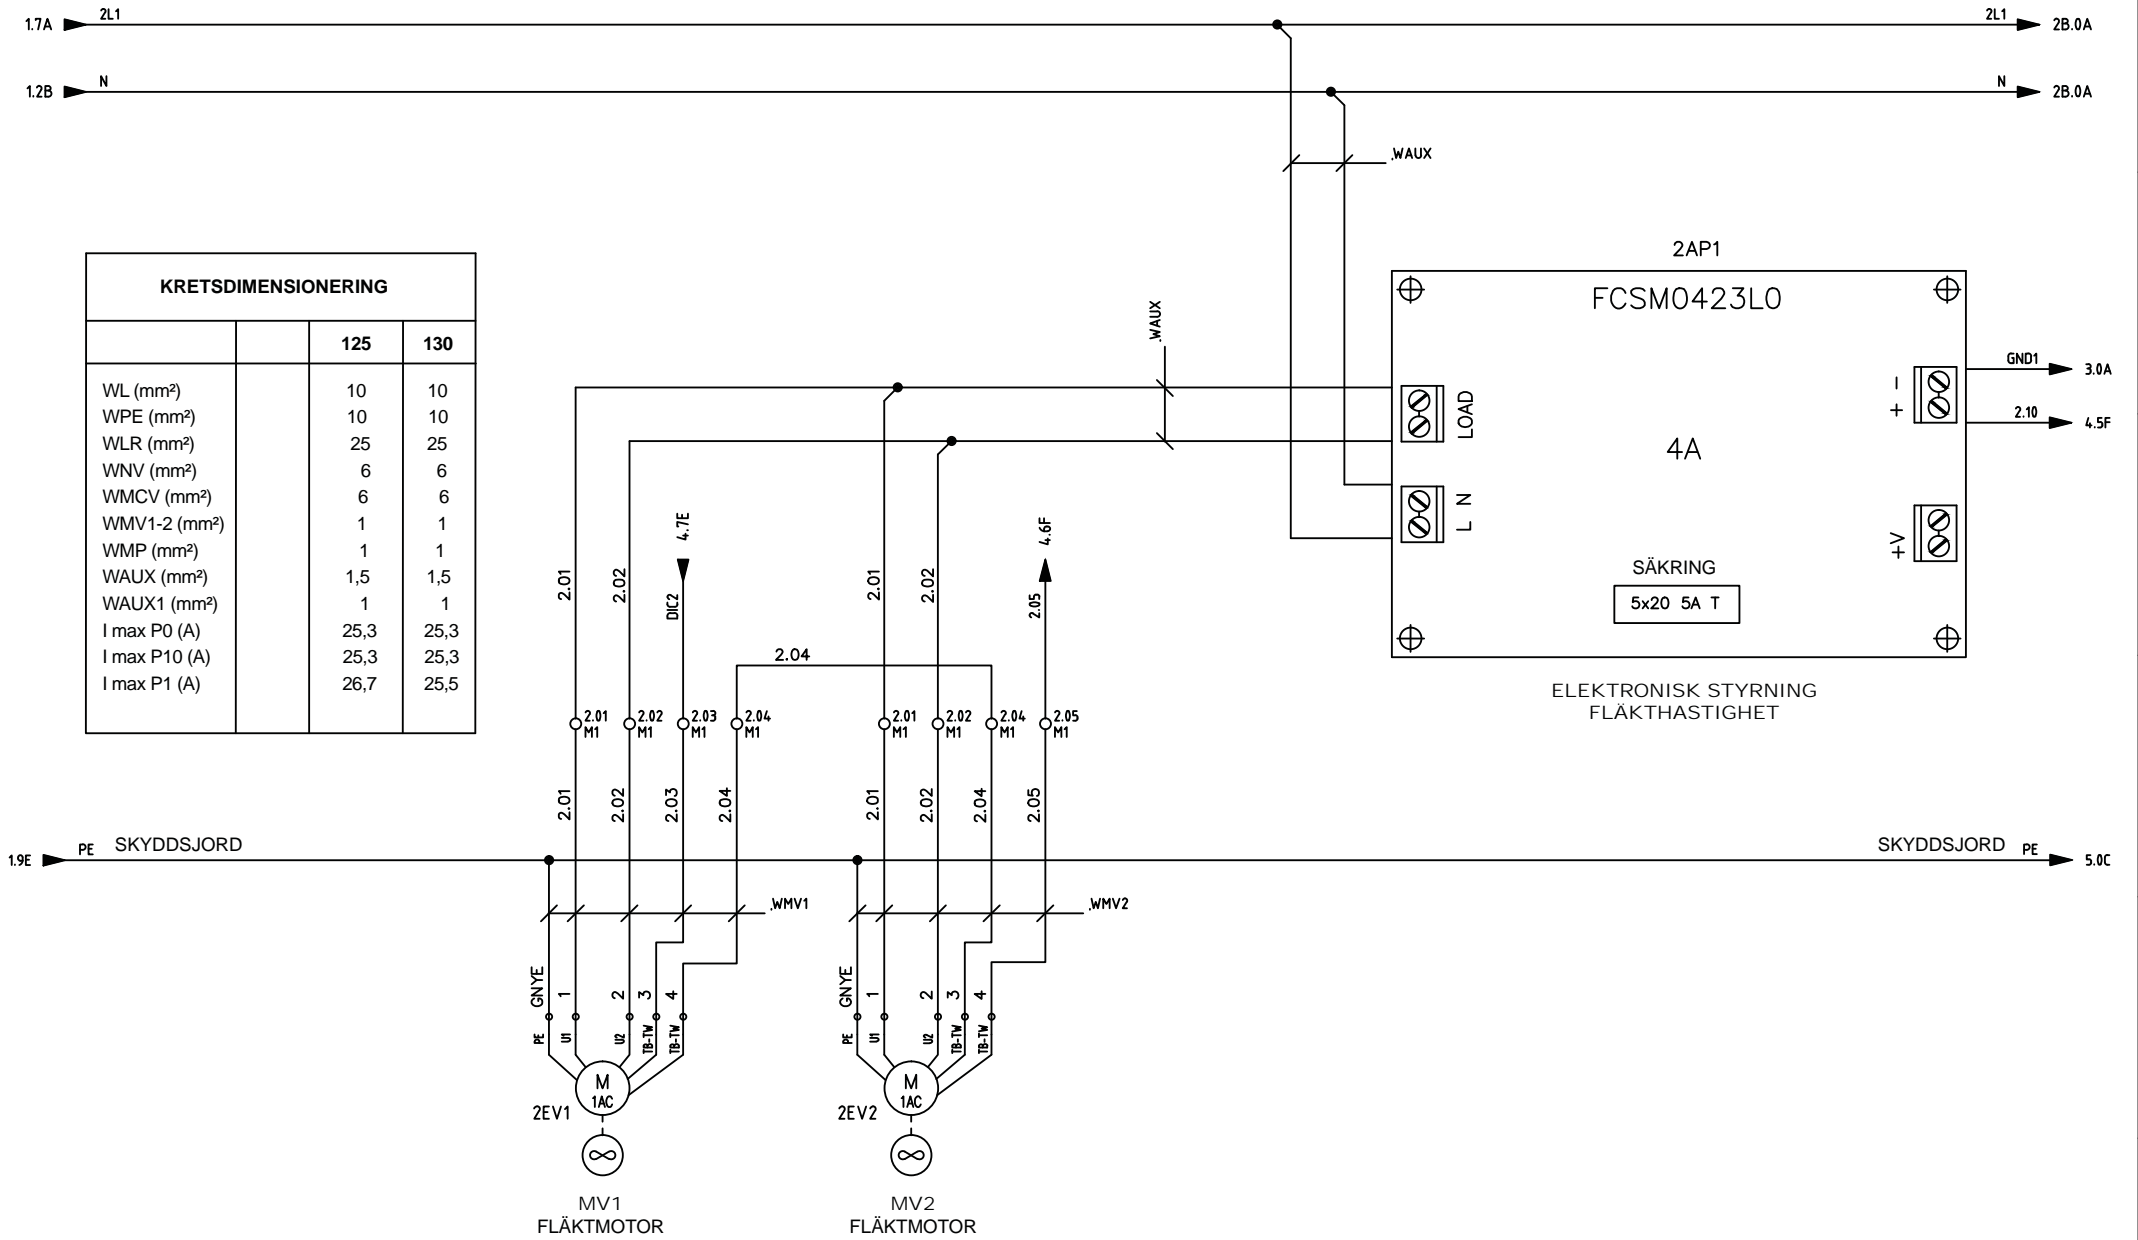 1.7A 2L1 2L1 2B.0A
1.2B N N 2B.0A
.WAUX
KRETSDIMENSIONERING
125 130
WL (mm²) 10 10
WPE (mm²) 10 10
WLR (mm²) 25 25
WNV (mm²) 6 6
WMCV (mm²) 6 6
WMV1-2 (mm²) 1 1
WMP (mm²) 1 1
WAUX (mm²) 1,5 1,5
WAUX1 (mm²) 1 1
I max P0 (A) 25,3 25,3
I max P10 (A) 25,3 25,3
I max P1 (A) 26,7 25,5
2AP1
FCSM0423L0
4A
.WAUX
LOAD
L N
+ -
+V
GND1 3.0A
2.10 4.5F
SÄKRING
5x20 5A T
ELEKTRONISK STYRNING
FLÄKTHASTIGHET
4.7E
4.6F
2.01 2.02 DIC2 2.01 2.02 2.05
2.04
2.01 2.02 2.03 2.04 2.01 2.02 2.04 2.05
M1 M1 M1 M1 M1 M1 M1 M1
2.01 2.02 2.03 2.04 2.01 2.02 2.04 2.05
1.9E PE SKYDDSJORD SKYDDSJORD PE 5.0C
.WMV1 .WMV2
GNYE 1 2 3 4 GNYE 1 2 3 4
PE U1 U2 TB-TW TB-TW PE U1 U2 TB-TW TB-TW
M M
1AC 1AC
2EV1 2EV2
MV1 MV2
FLÄKTMOTOR FLÄKTMOTOR